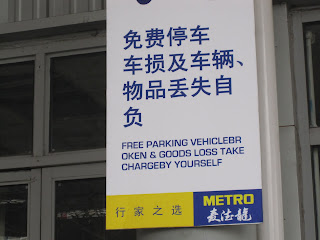 免费停车
车损及车辆、
物品丢失自
负
FREE PARKING VEHICLEBR
OKEN & GOODS LOSS TAKE
CHARGEBY YOURSELF
行家之选
METRO
麦德龍